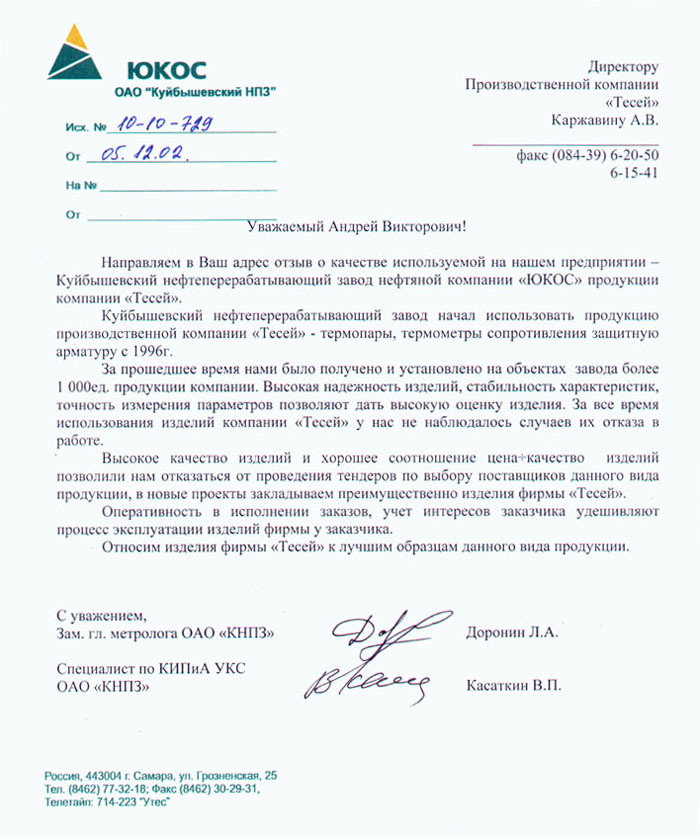 ЮКОС
ОАО "Куйбышевский НПЗ"
Исх. № 10-10-729
От 05.12.02.
На №
От
Директору
Производственной компании
«Тесей»
Каржавину А.В.
факс (084-39) 6-20-50
6-15-41
Уважаемый Андрей Викторович!
Направляем в Ваш адрес отзыв о качестве используемой на нашем предприятии –
Куйбышевский нефтеперерабатывающий завод нефтяной компании «ЮКОС» продукции
компании «Тесей».
Куйбышевский нефтеперерабатывающий завод начал использовать продукцию
производственной компании «Тесей» - термопары, термометры сопротивления защитную
арматуру с 1996г.
За прошедшее время нами было получено и установлено на объектах завода более
1 000ед. продукции компании. Высокая надежность изделий, стабильность характеристик,
точность измерения параметров позволяют дать высокую оценку изделия. За все время
использования изделий компании «Тесей» у нас не наблюдалось случаев их отказа в
работе.
Высокое качество изделий и хорошее соотношение цена÷качество изделий
позволили нам отказаться от проведения тендеров по выбору поставщиков данного вида
продукции, в новые проекты закладываем преимущественно изделия фирмы «Тесей».
Оперативность в исполнении заказов, учет интересов заказчика удешивляют
процесс эксплуатации изделий фирмы у заказчика.
Относим изделия фирмы «Тесей» к лучшим образцам данного вида продукции.
С уважением,
Зам. гл. метролога ОАО «КНПЗ» Доронин Л.А.
Специалист по КИПиА УКС
ОАО «КНПЗ» Касаткин В.П.
Россия, 443004 г. Самара, ул. Грозненская, 25
Тел. (8462) 77-32-18; Факс (8462) 30-29-31,
Телетайп: 714-223 "Утес"